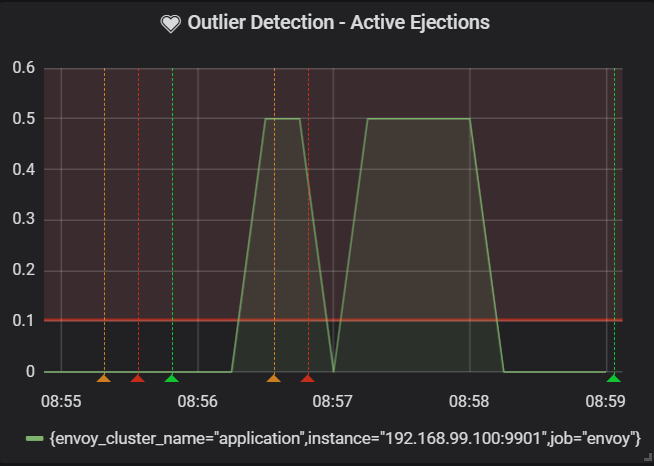 Outlier Detection - Active Ejections
0.6
0.5
0.4
0.3
0.2
0.1
0
08:55 08:56 08:57 08:58 08:59
{envoy_cluster_name="application",instance="192.168.99.100:9901",job="envoy"}